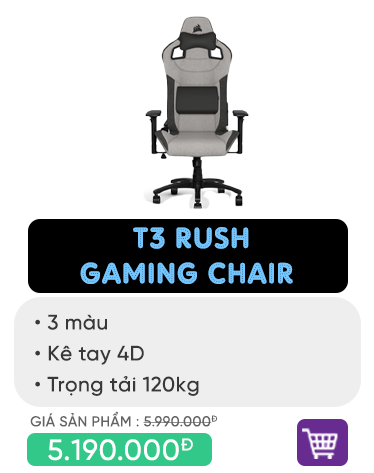 T3 RUSH
GAMING CHAIR
• 3 màu
• Kê tay 4D
• Trọng tải 120kg
GIÁ SẢN PHẨM : 5.990.000Đ
5.190.000Đ